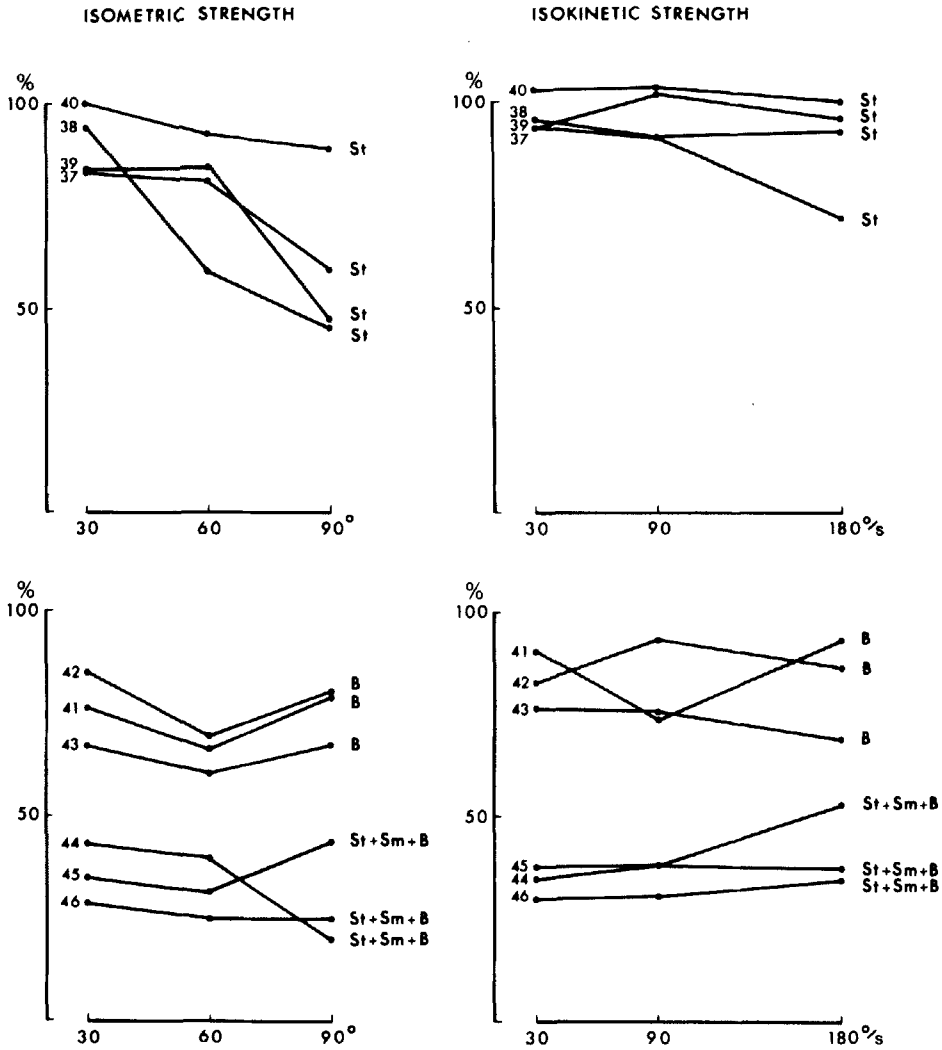 ISOMETRIC STRENGTH
%
100
40
38
39
37
St
St
St
St
50
30 60 90°
ISOKINETIC STRENGTH
%
100
40
38
39
37
St
St
St
St
50
30 90 180°/s
%
100
42
41
43
B
B
B
50
44
45
46
St+Sm+B
St+Sm+B
St+Sm+B
30 60 90°
%
100
41
42
43
B
B
B
50
45
44
46
St+Sm+B
St+Sm+B
St+Sm+B
30 90 180°/s